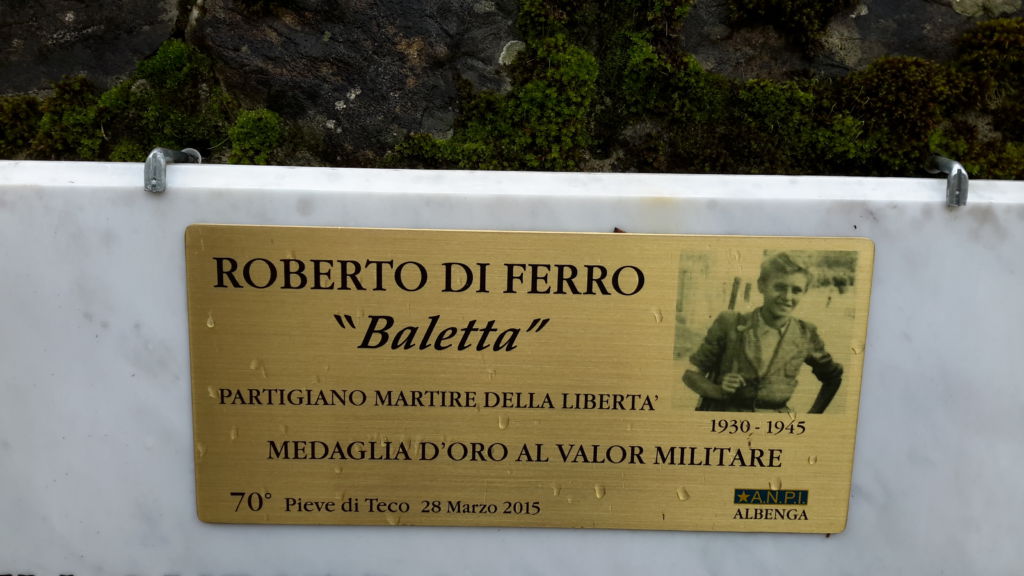 ROBERTO DI FERRO
"Baletta"
PARTIGIANO MARTIRE DELLA LIBERTA'
1930 - 1945
MEDAGLIA D'ORO AL VALOR MILITARE
70° Pieve di Teco 28 Marzo 2015
A.N.P.I.
ALBENGA